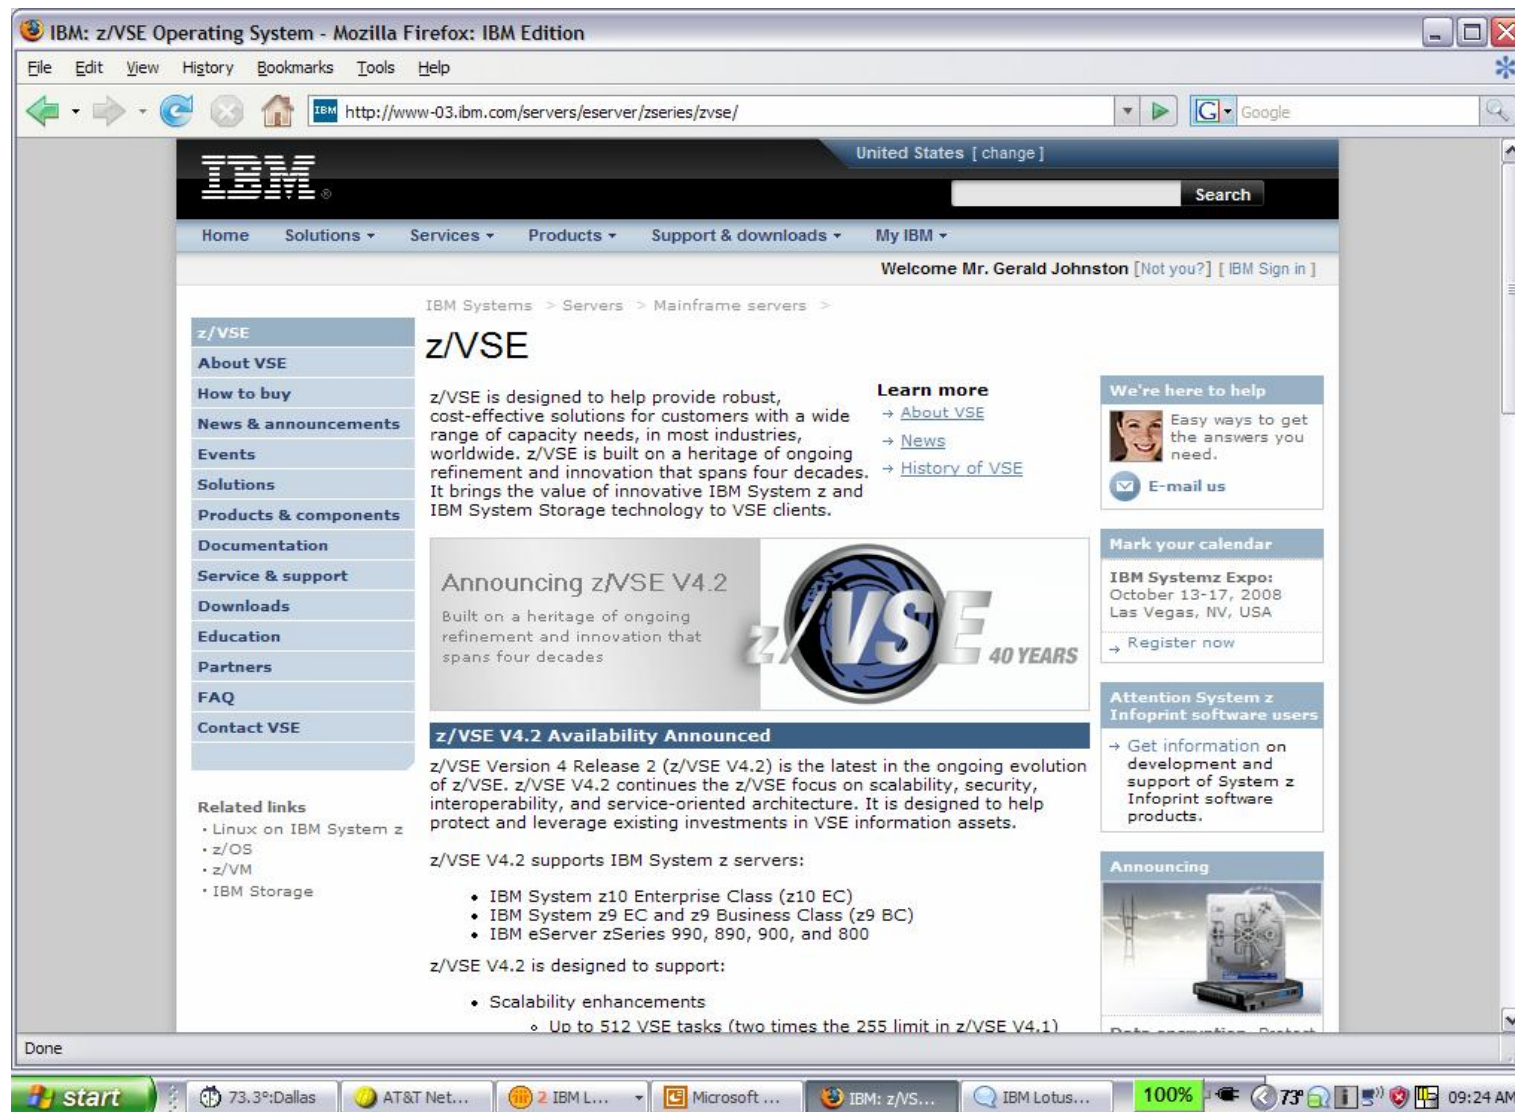 IBM: z/VSE Operating System - Mozilla Firefox: IBM Edition
File Edit View History Bookmarks Tools Help
IBM http://www-03.ibm.com/servers/eserver/zseries/zvse/ G Google
United States [ change ]
IBM ®
Search
Home Solutions Services Products Support & downloads My IBM
Welcome Mr. Gerald Johnston [Not you?] [ IBM Sign in ]
IBM Systems > Servers > Mainframe servers >
z/VSE
About VSE
How to buy
News & announcements
Events
Solutions
Products & components
Documentation
Service & support
Downloads
Education
Partners
FAQ
Contact VSE
Related links
• Linux on IBM System z
• z/OS
• z/VM
• IBM Storage
z/VSE
z/VSE is designed to help provide robust,
cost-effective solutions for customers with a wide
range of capacity needs, in most industries,
worldwide. z/VSE is built on a heritage of ongoing
refinement and innovation that spans four decades.
It brings the value of innovative IBM System z and
IBM System Storage technology to VSE clients.
Learn more
→ About VSE
→ News
→ History of VSE
Announcing z/VSE V4.2
Built on a heritage of ongoing
refinement and innovation that
spans four decades
z/VSE
40 YEARS
z/VSE V4.2 Availability Announced
z/VSE Version 4 Release 2 (z/VSE V4.2) is the latest in the ongoing evolution
of z/VSE. z/VSE V4.2 continues the z/VSE focus on scalability, security,
interoperability, and service-oriented architecture. It is designed to help
protect and leverage existing investments in VSE information assets.
z/VSE V4.2 supports IBM System z servers:
• IBM System z10 Enterprise Class (z10 EC)
• IBM System z9 EC and z9 Business Class (z9 BC)
• IBM eServer zSeries 990, 890, 900, and 800
z/VSE V4.2 is designed to support:
• Scalability enhancements
◦ Up to 512 VSE tasks (two times the 255 limit in z/VSE V4.1)
We're here to help
Easy ways to get
the answers you
need.
E-mail us
Mark your calendar
IBM Systemz Expo:
October 13-17, 2008
Las Vegas, NV, USA
→ Register now
Attention System z
Infoprint software users
→ Get information on
development and
support of System z
Infoprint software
products.
Announcing
Data encryption Protect
Done
start 73.3°:Dallas AT&T Net... 2 IBM L... Microsoft ... IBM: z/VS... IBM Lotus... 100% 73° 09:24 AM